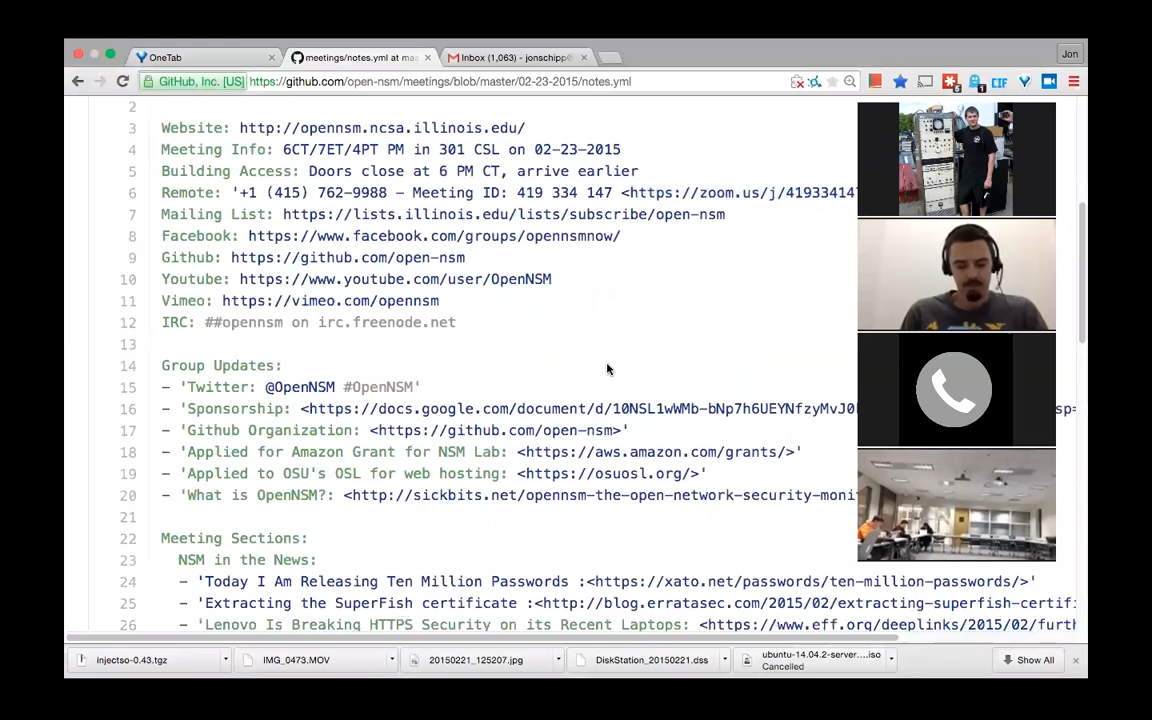 OneTab
meetings/notes.yml at mas
Inbox (1,063) - jonschipp@
Jon
GitHub, Inc. [US]
https://github.com/open-nsm/meetings/blob/master/02-23-2015/notes.yml
6
1
CIF
2
3 Website: http://opennsm.ncsa.illinois.edu/
4 Meeting Info: 6CT/7ET/4PT PM in 301 CSL on 02-23-2015
5 Building Access: Doors close at 6 PM CT, arrive earlier
6 Remote: '+1 (415) 762-9988 - Meeting ID: 419 334 147 <https://zoom.us/j/41933414
7 Mailing List: https://lists.illinois.edu/lists/subscribe/open-nsm
8 Facebook: https://www.facebook.com/groups/opennsmnow/
9 Github: https://github.com/open-nsm
10 Youtube: https://www.youtube.com/user/OpenNSM
11 Vimeo: https://vimeo.com/opennsm
12 IRC: ##opennsm on irc.freenode.net
13
14 Group Updates:
15 - 'Twitter: @OpenNSM #OpenNSM'
16 - 'Sponsorship: <https://docs.google.com/document/d/10NSL1wWMb-bNp7h6UEYNfzyMvJ0 sp=
17 - 'Github Organization: <https://github.com/open-nsm>'
18 - 'Applied for Amazon Grant for NSM Lab: <https://aws.amazon.com/grants/>'
19 - 'Applied to OSU's OSL for web hosting: <https://osuosl.org/>'
20 - 'What is OpenNSM?: <http://sickbits.net/opennsm-the-open-network-security-moni
21
22 Meeting Sections:
23 NSM in the News:
24 - 'Today I Am Releasing Ten Million Passwords :<https://xato.net/passwords/ten-million-passwords/>'
25 - 'Extracting the SuperFish certificate :<http://blog.erratasec.com/2015/02/extracting-superfish-certifi
26 - 'Lenovo Is Breaking HTTPS Security on its Recent Laptops: <https://www.eff.org/deeplinks/2015/02/furth
injectso-0.43.tgz
IMG_0473.MOV
20150221_125207.jpg
DiskStation_20150221.dss
ubuntu-14.04.2-server....iso
Cancelled
Show All